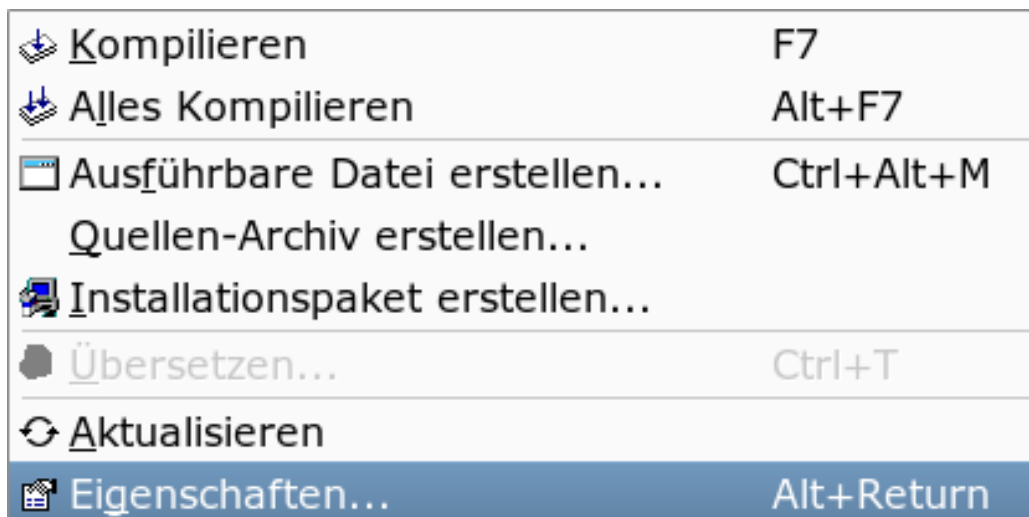 Kompilieren F7
Alles Kompilieren Alt+F7
Ausführbare Datei erstellen... Ctrl+Alt+M
Quellen-Archiv erstellen...
Installationspaket erstellen...
Übersetzen... Ctrl+T
Aktualisieren
Eigenschaften... Alt+Return